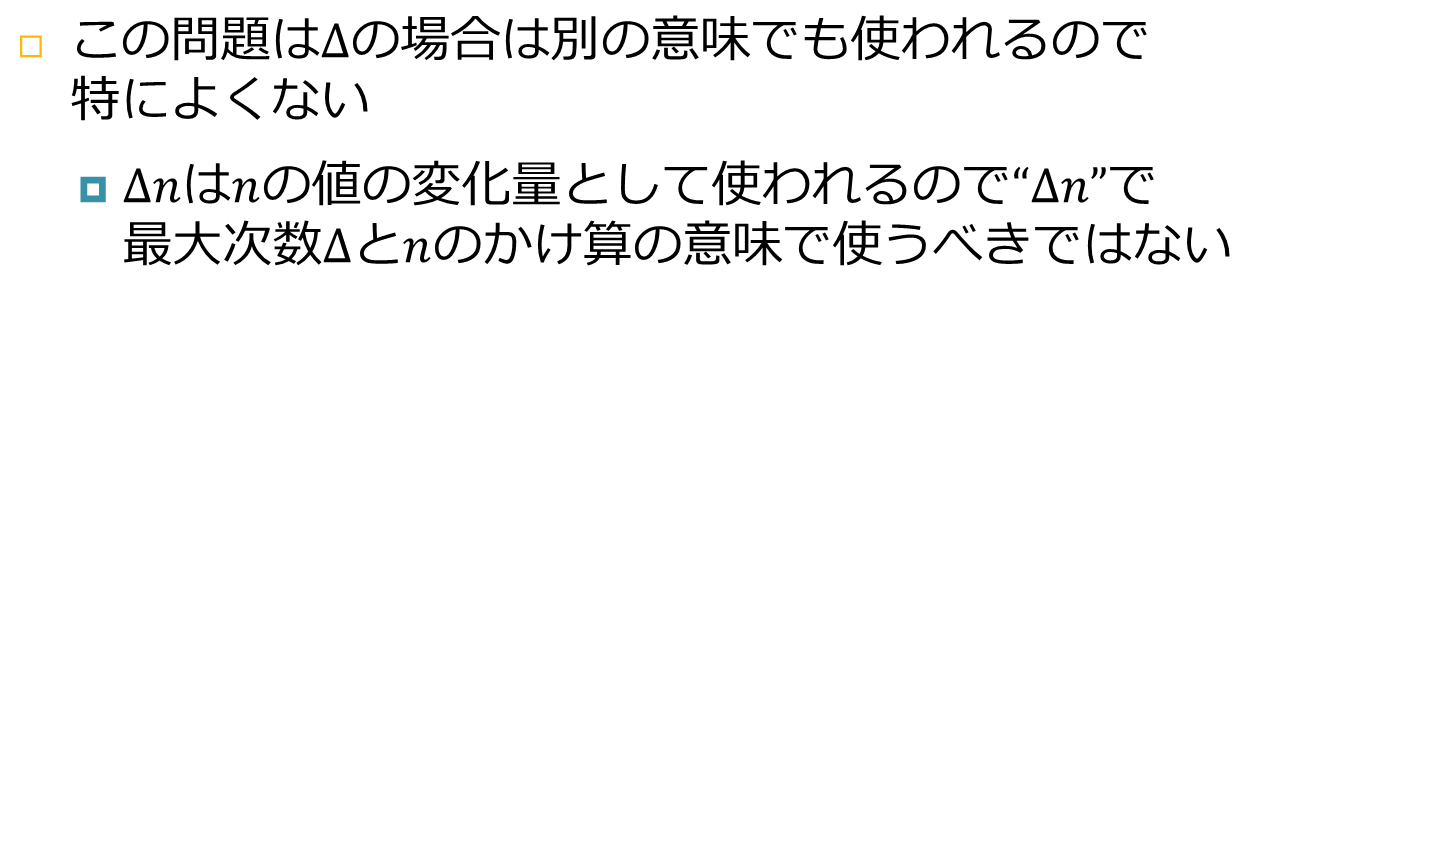 この問題はΔの場合は別の意味でも使われるので
特によくない
Δnはnの値の変化量として使われるので“Δn”で
最大次数Δとnのかけ算の意味で使うべきではない